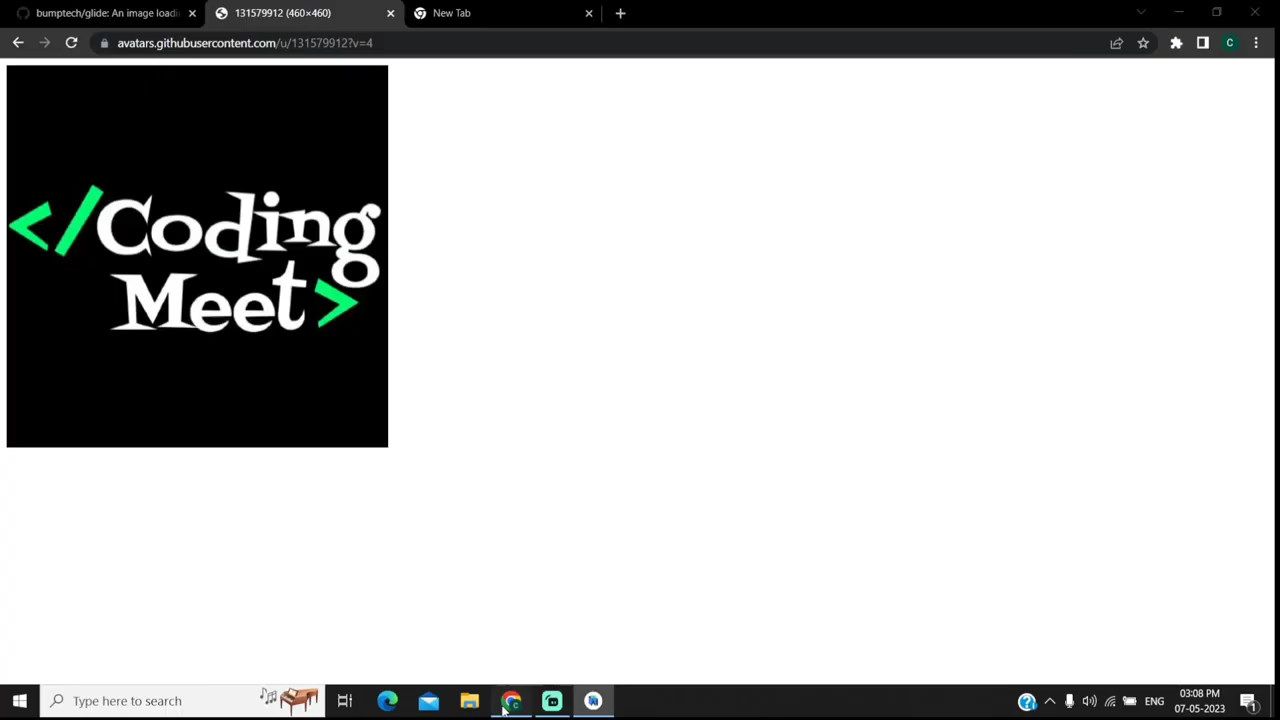 bumptech/glide: An image loadi
131579912 (460×460)
New Tab
avatars.githubusercontent.com/u/131579912?v=4
C
</Coding
Meet>
Type here to search
ENG
03:08 PM
07-05-2023
1